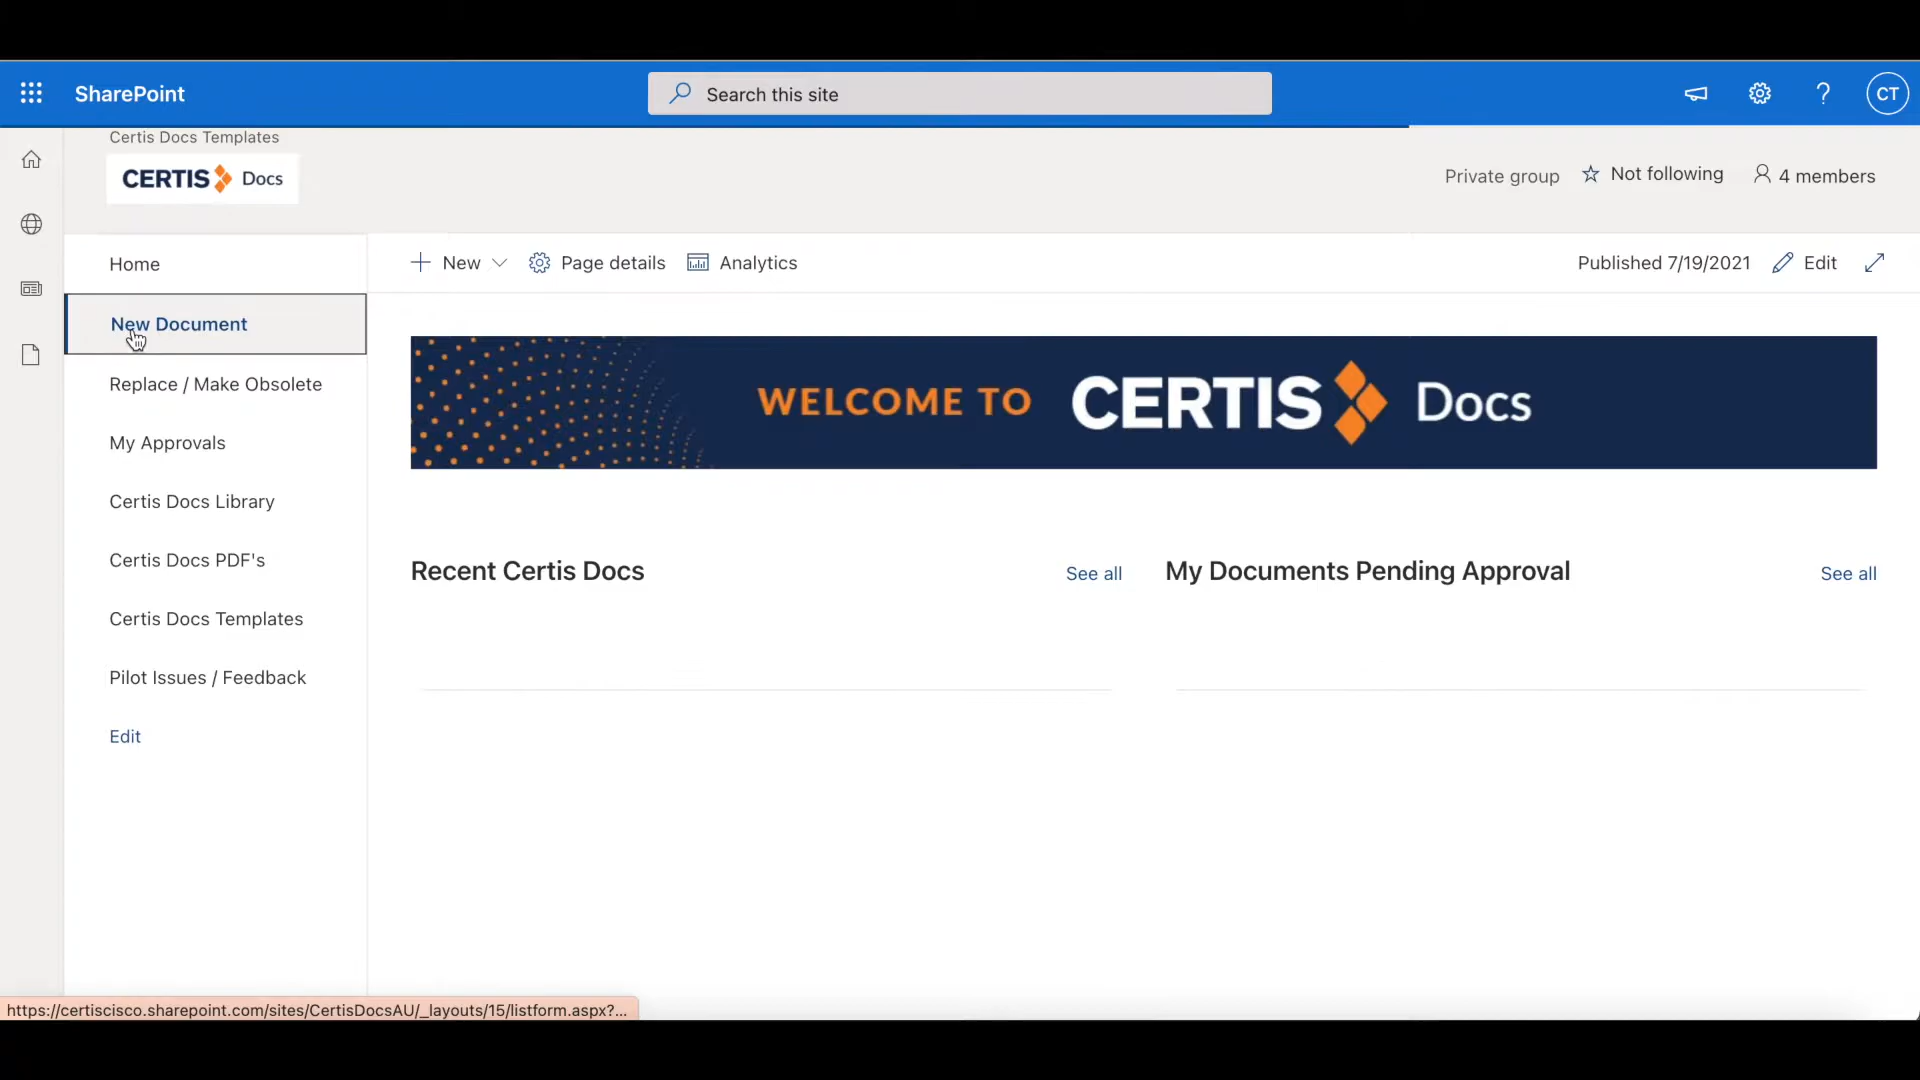 SharePoint
Search this site
CT
Certis Docs Templates
CERTIS Docs
Private group
Not following
4 members
Home
New Document
Replace / Make Obsolete
My Approvals
Certis Docs Library
Certis Docs PDF's
Certis Docs Templates
Pilot Issues / Feedback
Edit
New
Page details
Analytics
Published 7/19/2021
Edit
WELCOME TO CERTIS Docs
Recent Certis Docs
See all
My Documents Pending Approval
See all
https://certiscisco.sharepoint.com/sites/CertisDocsAU/_layouts/15/listform.aspx?...